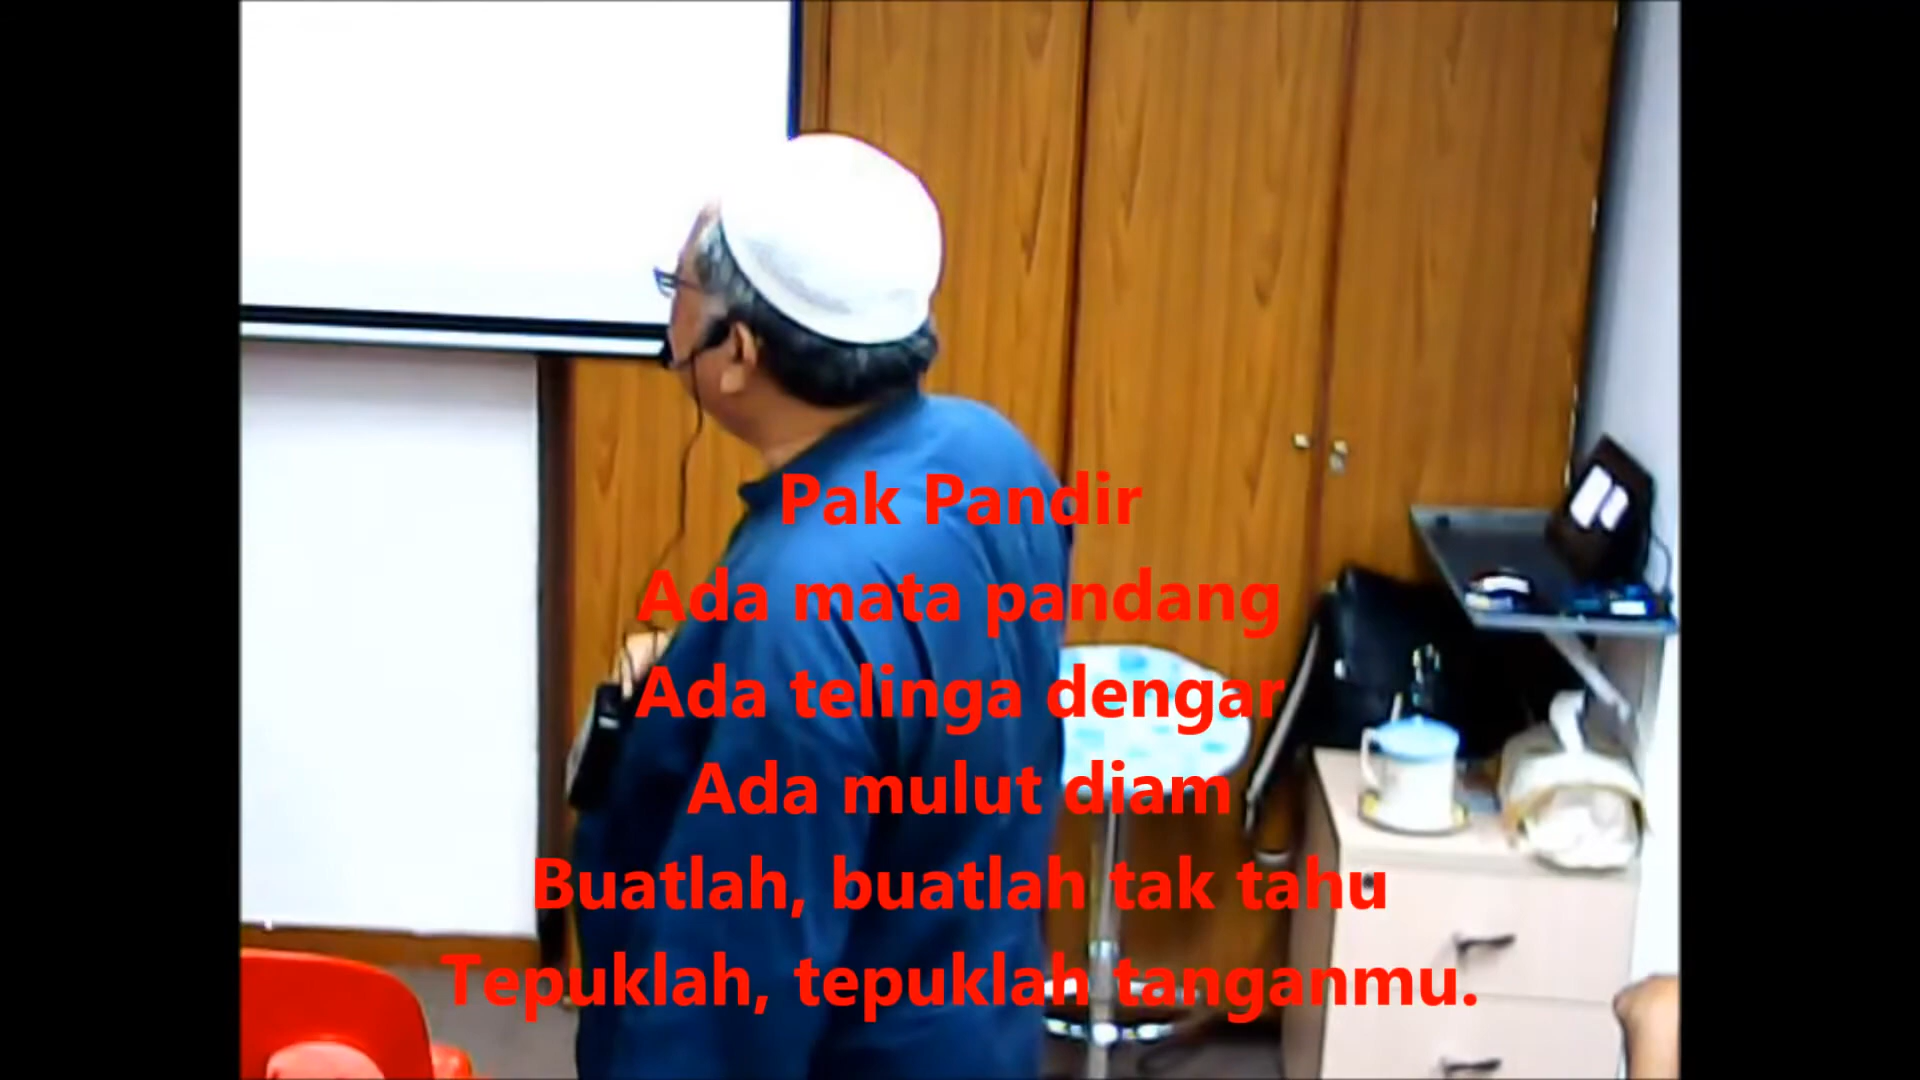 Pak Pandir
Ada mata pandang
Ada telinga dengar
Ada mulut diam
Buatlah, buatlah tak tahu
Tepuklah, tepuklah tanganmu.